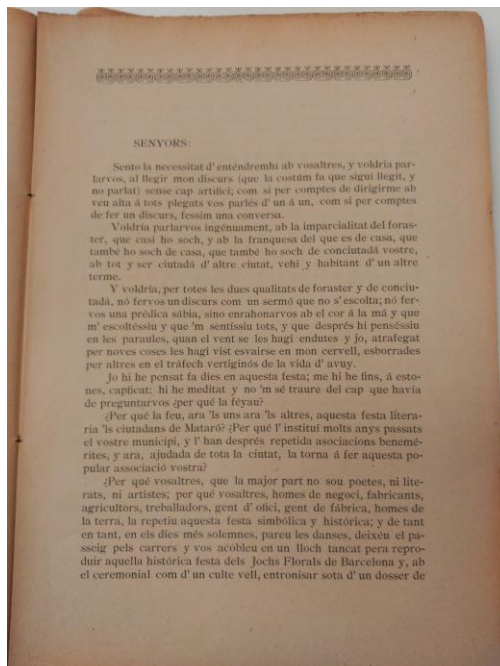 SENYORS:
Sento la necessitat d' enténdremhi ab vosaltres, y voldría par-
larvos, al llegir mon discurs (que la costúm fa que sigui llegit, y
no parlat) sense cap artifici; com si per comptes de dirigirme ab
veu alta á tots plegats vos parlés d' un á un, com si per comptes
de fer un discurs, fessim una conversa.
Voldría parlarvos ingénuament, ab la imparcialitat del foras-
ter, que casi ho soch, y ab la franquesa del que es de casa, que
també ho soch de casa, que també ho soch de conciutadá vostre,
ab tot y ser ciutadá d' altre ciutat, vehí y habitant d' un altre
terme.
Y voldría, per totes les dues qualitats de foraster y de conciu-
tadá, nó fervos un discurs com un sermó que no s' escolta; nó fer-
vos una prédica sábia, sino enrahonarvos ab el cor á la má y que
m' escoltéssiu y que 'm sentissiu tots, y que després hi penséssiu
en les paraules, quan el vent se les hagi endutes y jo, atrafegat
per noves coses les hagi vist esvairse en mon cervell, esborrades
per altres en el tráfech vertiginós de la vida d' avuy.
Jo hi he pensat fa dies en aquesta festa; me hi he fins, á esto-
nes, capficat; hi he meditat y no 'm sé traure del cap que havia
de preguntarvos ¿per qué la féyau?
¿Per qué la feu, ara 'ls uns ara 'ls altres, aquesta festa litera-
ria 'ls ciutadans de Mataró? ¿Per qué l' instituí molts anys passats
el vostre municipi, y l' han després repetida asociacions benemé-
rites, y ara, ajudada de tota la ciutat, la torna á fer aquesta po-
pular associació vostra?
¿Per qué vosaltres, que la major part no sou poetes, ni lite-
rats, ni artistes; per qué vosaltres, homes de negoci, fabricants,
agricultors, treballadors, gent d' ofici, gent de fábrica, homes de
la terra, la repetiu aquesta festa simbólica y histórica; y de tant
en tant, en els dies més solemnes, pareu les danses, deixéu el pa-
sseig pels carrers y vos acobleu en un lloch tancat pera repro-
duir aquella histórica festa dels Jochs Florals de Barcelona y, ab
el ceremonial com d' un culte vell, entronisar sota d' un dosser de